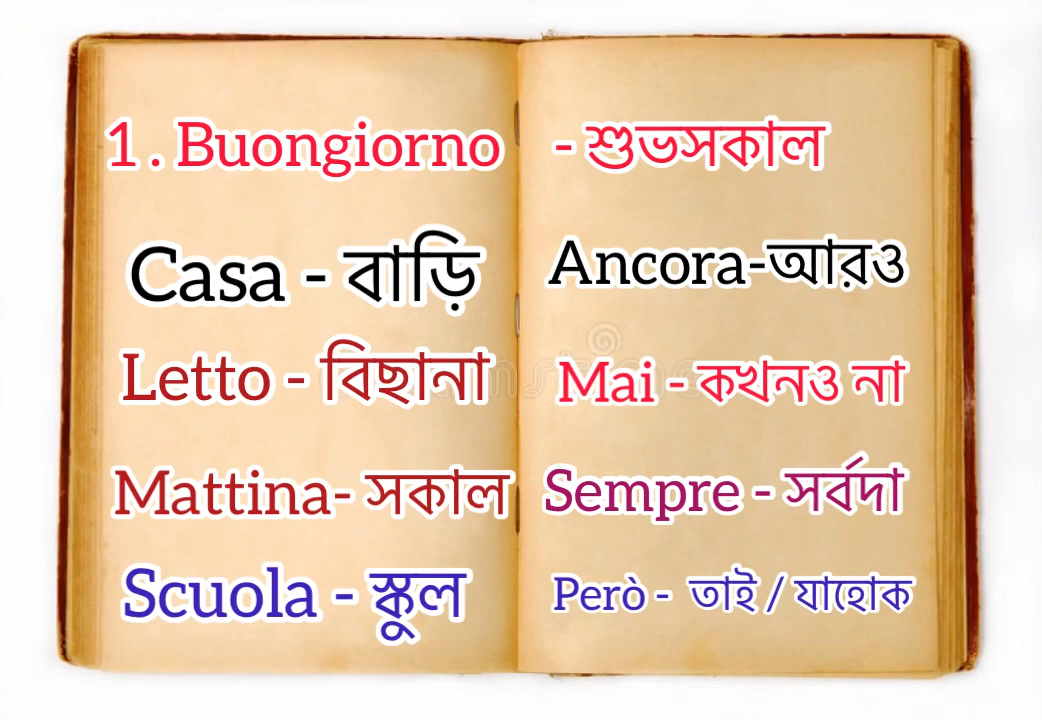 1. Buongiorno - শুভসকাল
Casa - বাড়ি
Letto - বিছানা
Mattina- সকাল
Scuola - স্কুল
Ancora-আরও
Mai - কখনও না
Sempre - সর্বদা
Però - তাই / যাহোক